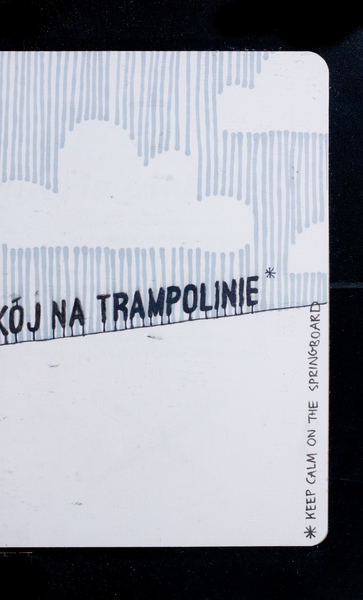 KÓJ NA TRAMPOLINIE*
* KEEP CALM ON THE SPRINGBOARD